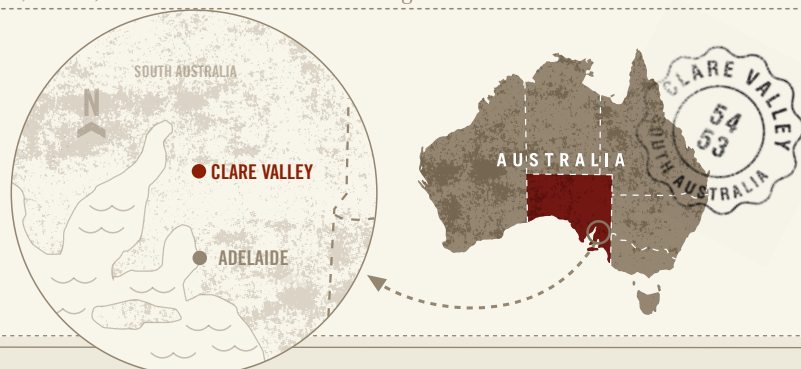 SOUTH AUSTRALIA
N
CLARE VALLEY
ADELAIDE
AUSTRALIA
CLARE VALLEY
54
53
SOUTH AUSTRALIA